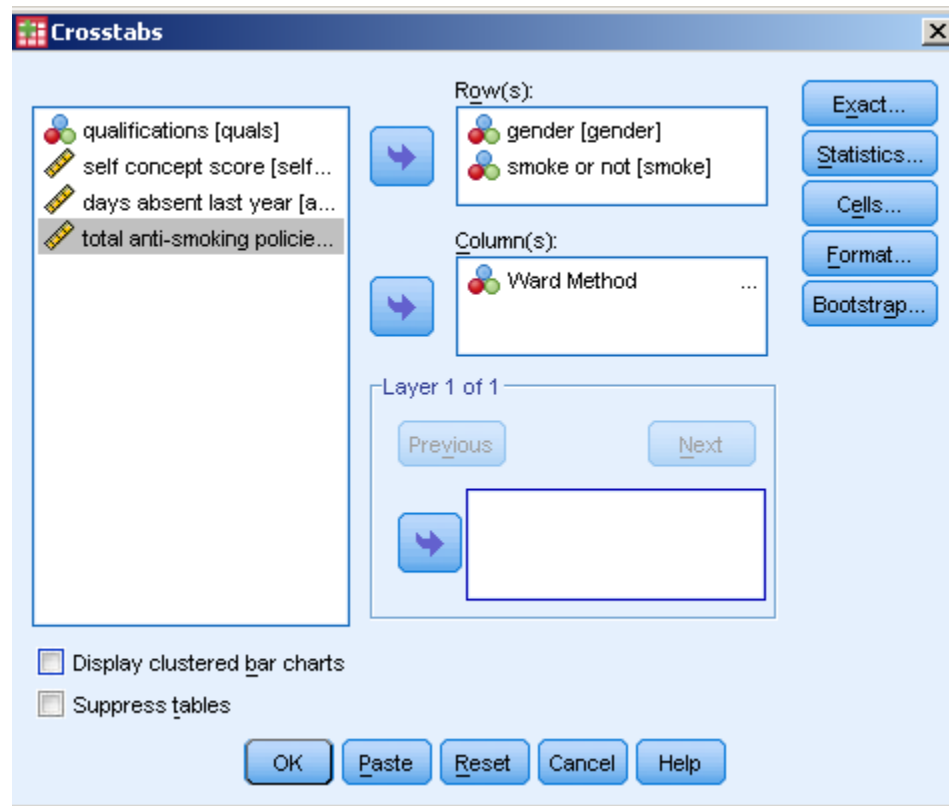 Crosstabs
qualifications [quals]
self concept score [self...
days absent last year [a...
total anti-smoking policie...
Row(s):
gender [gender]
smoke or not [smoke]
Column(s):
Ward Method ...
Layer 1 of 1
Previous Next
Exact...
Statistics...
Cells...
Format...
Bootstrap...
Display clustered bar charts
Suppress tables
OK Paste Reset Cancel Help